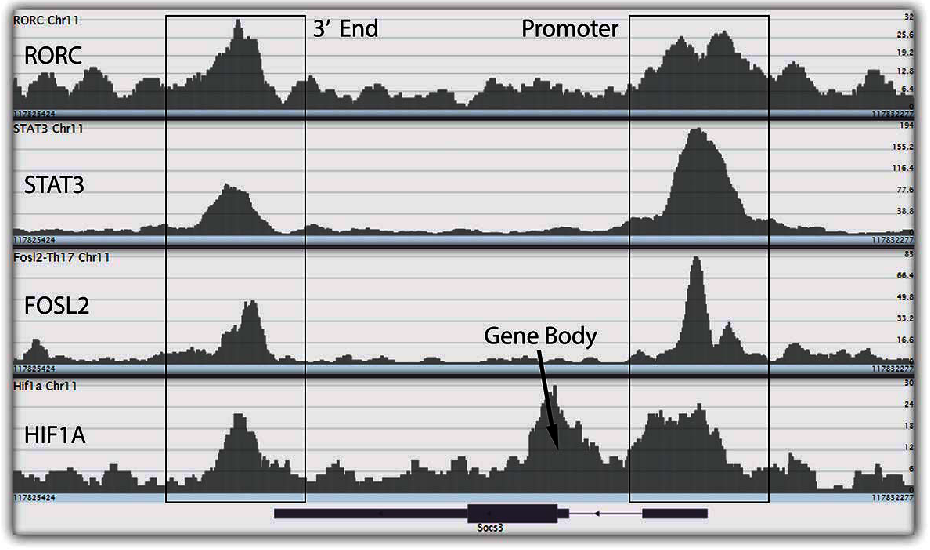 RORC Chr11
3’ End
Promoter
RORC
32
25.6
19.2
12.8
6.4
0
117825424
117832277
STAT3 Chr11
STAT3
194
155.2
116.4
77.6
38.8
117825424
117832277
Fosl2-Th17 Chr11
FOSL2
83
66.4
49.8
33.2
16.6
117825424
117832277
Gene Body
Hif1a Chr11
HIF1A
30
24
18
12
6
0
117825424
117832277
Socs3